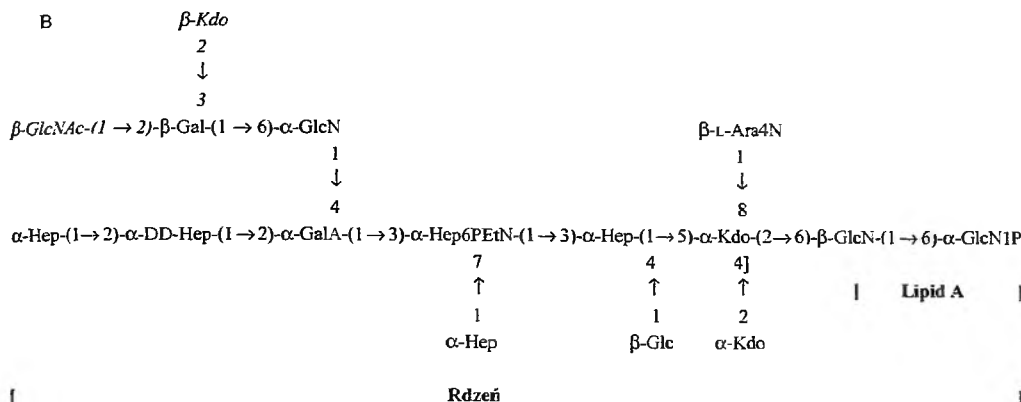 B β-Kdo
2
↓
3
β-GlcNAc-(1 → 2)-β-Gal-(1 → 6)-α-GlcN β-L-Ara4N
1 1
↓ ↓
4 8
α-Hep-(1→ 2)-α-DD-Hep-(I → 2)-α-GalA-(1 → 3)-α-Hep6PEtN-(1 → 3)-α-Hep-(1→ 5)-α-Kdo-(2→ 6)-β-GlcN-(1 → 6)-α-GlcN1P
7 4 4]
↑ ↑ ↑ [ Lipid A ]
1 1 2
α-Hep β-Glc α-Kdo
[ Rdzeń ]